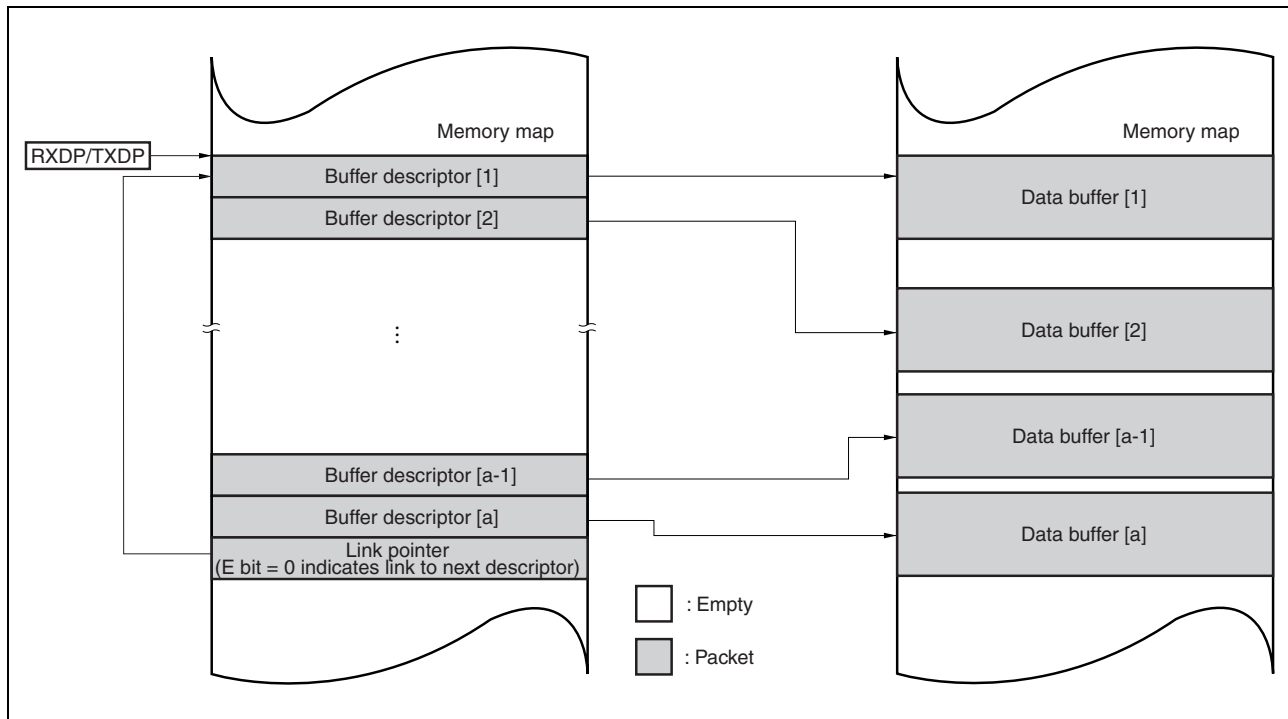 Memory map
Memory map
RXDP/TXDP
Buffer descriptor [1]
Data buffer [1]
Buffer descriptor [2]
Data buffer [2]
⋮
Data buffer [a-1]
Buffer descriptor [a-1]
Buffer descriptor [a]
Data buffer [a]
Link pointer
(E bit = 0 indicates link to next descriptor)
: Empty
: Packet